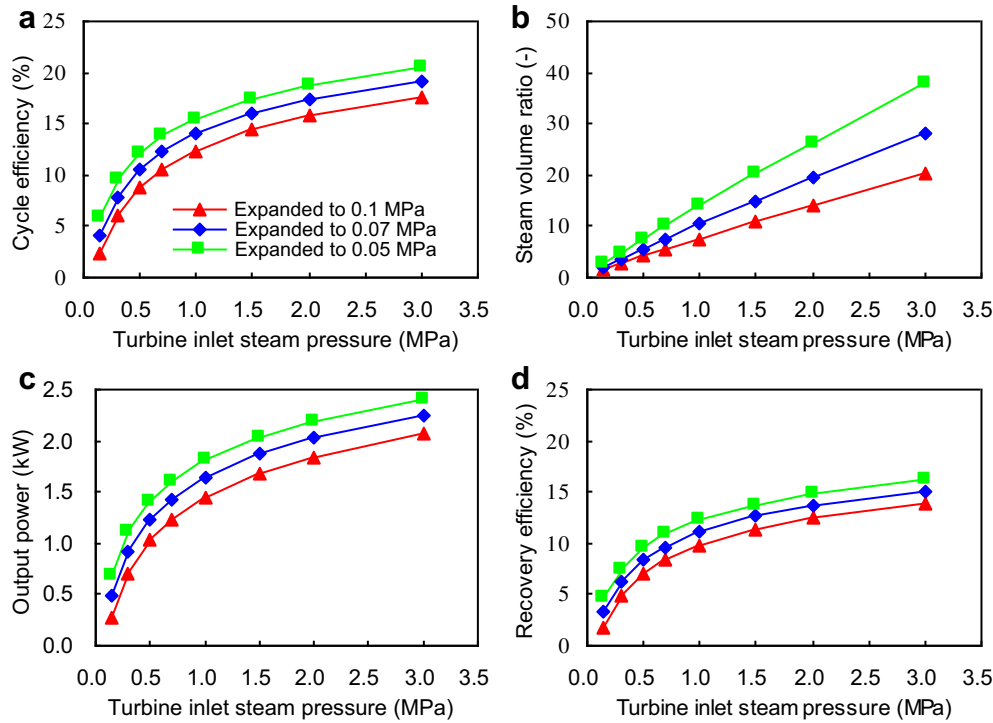 a
Cycle efficiency (%)
25
20
15
10
5
0
Expanded to 0.1 MPa
Expanded to 0.07 MPa
Expanded to 0.05 MPa
0.0 0.5 1.0 1.5 2.0 2.5 3.0 3.5
Turbine inlet steam pressure (MPa)
b
Steam volume ratio (-)
50
40
30
20
10
0
0.0 0.5 1.0 1.5 2.0 2.5 3.0 3.5
Turbine inlet steam pressure (MPa)
c
Output power (kW)
2.5
2.0
1.5
1.0
0.5
0.0
0.0 0.5 1.0 1.5 2.0 2.5 3.0 3.5
Turbine inlet steam pressure (MPa)
d
Recovery efficiency (%)
25
20
15
10
5
0
0.0 0.5 1.0 1.5 2.0 2.5 3.0 3.5
Turbine inlet steam pressure (MPa)